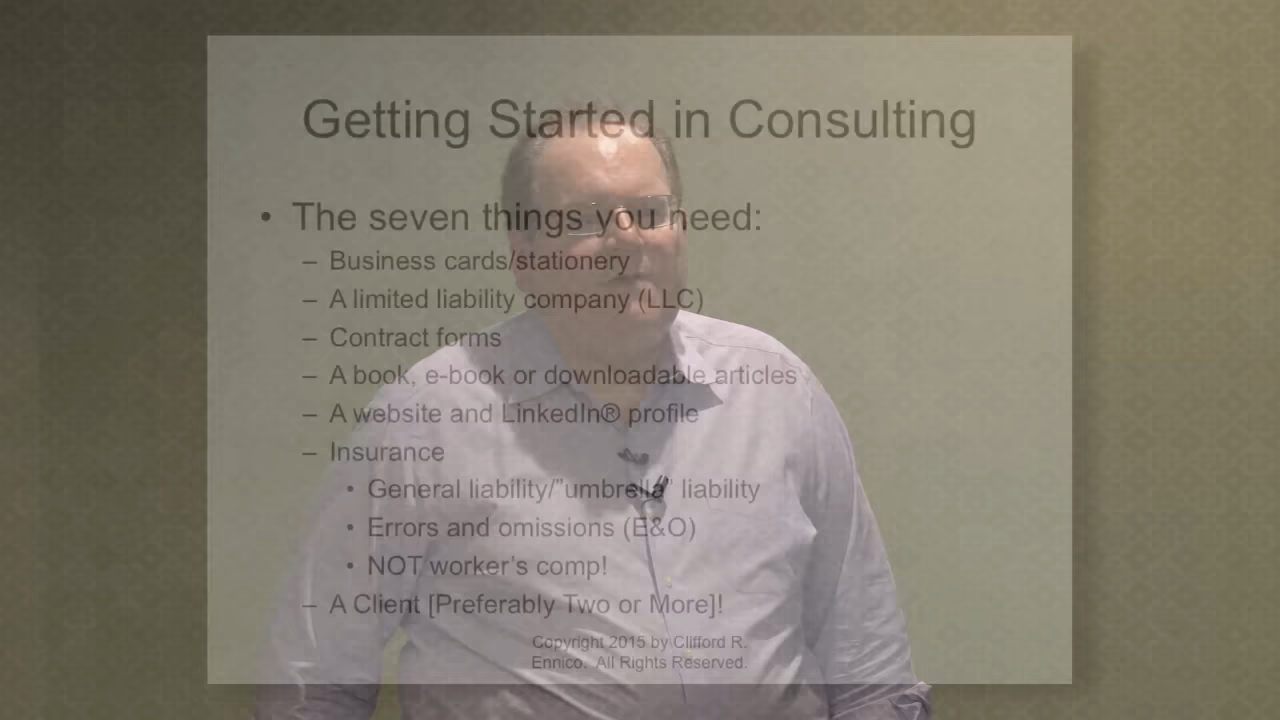 Getting Started in Consulting
• The seven things you need:
– Business cards/stationery
– A limited liability company (LLC)
– Contract forms
– A book, e-book or downloadable articles
– A website and LinkedIn® profile
– Insurance
• General liability/"umbrella" liability
• Errors and omissions (E&O)
• NOT worker's comp!
– A Client [Preferably Two or More]!
Copyright 2015 by Clifford R.
Ennico. All Rights Reserved.